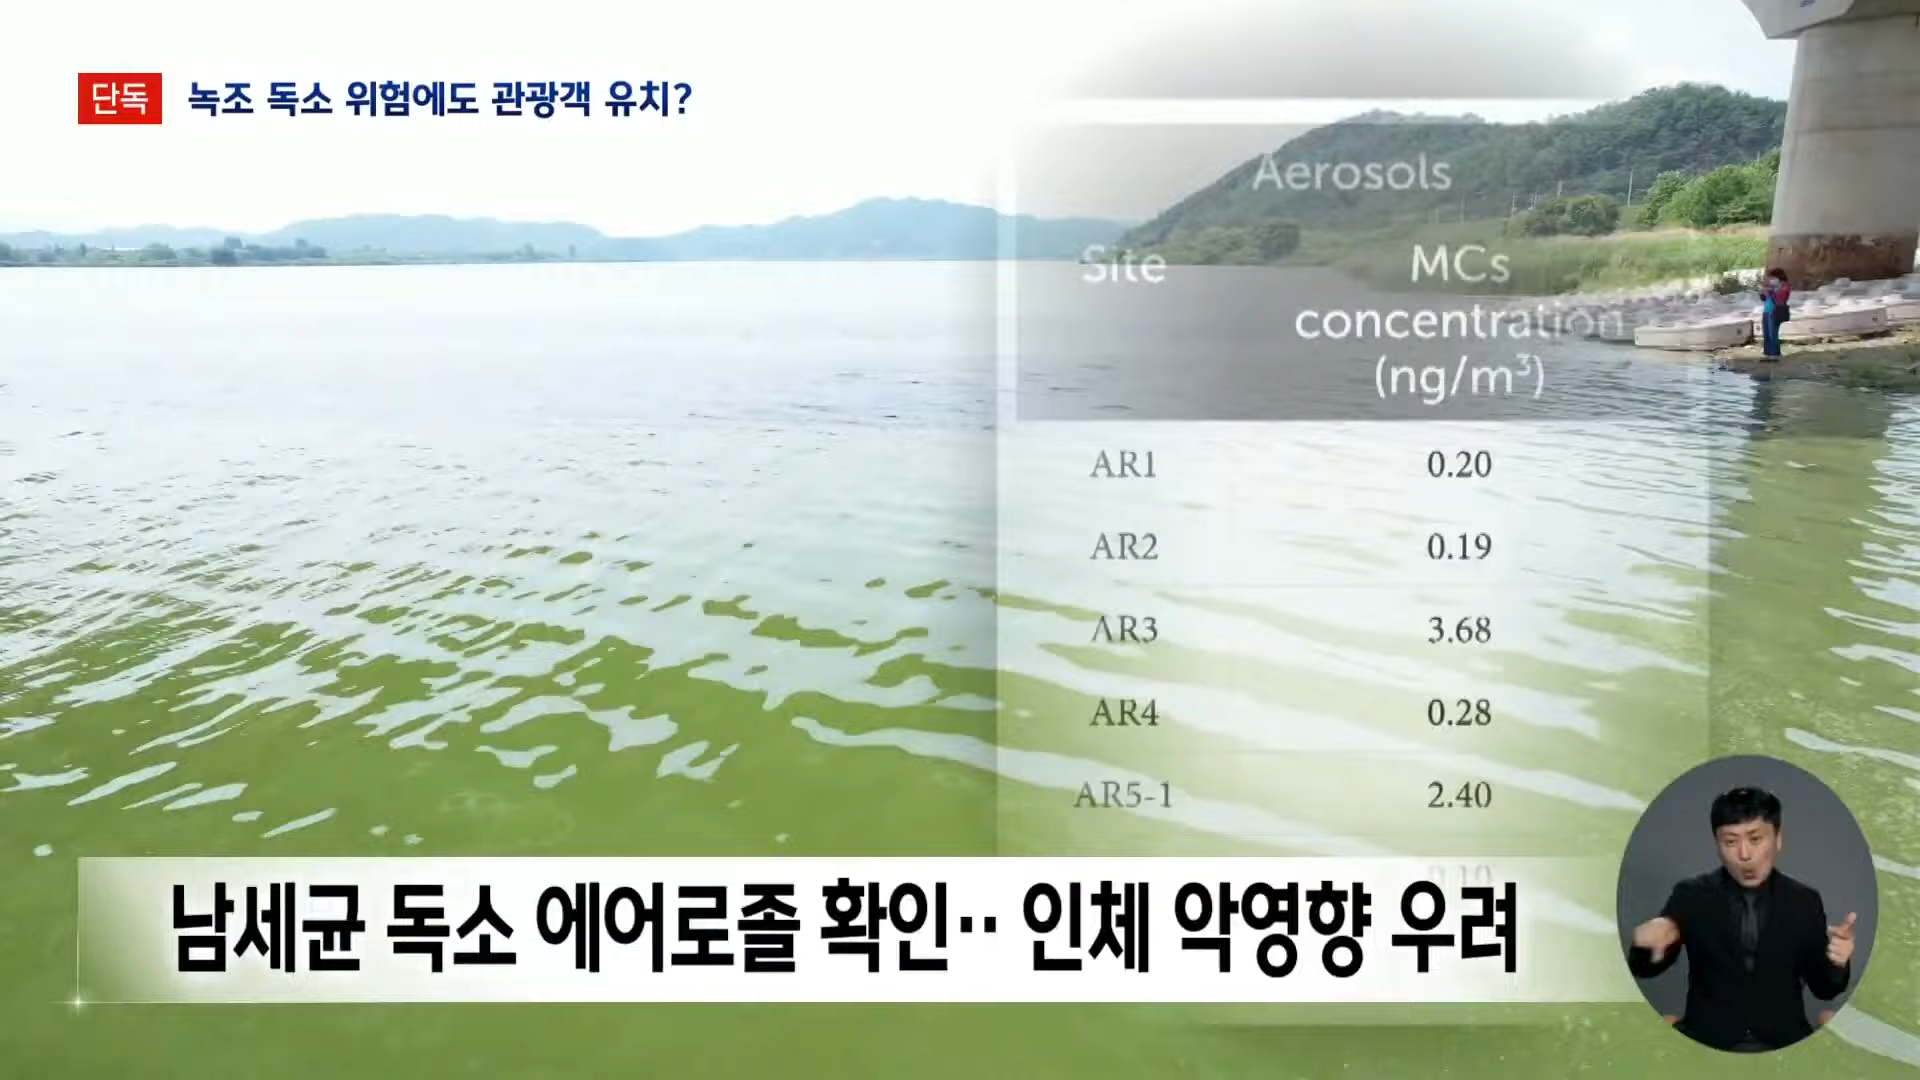 단독 녹조 독소 위험에도 관광객 유치?
Aerosols
Site MCs
concentration
(ng/m³)
AR1 0.20
AR2 0.19
AR3 3.68
AR4 0.28
AR5-1 2.40
남세균 독소 에어로졸 확인‥ 인체 악영향 우려